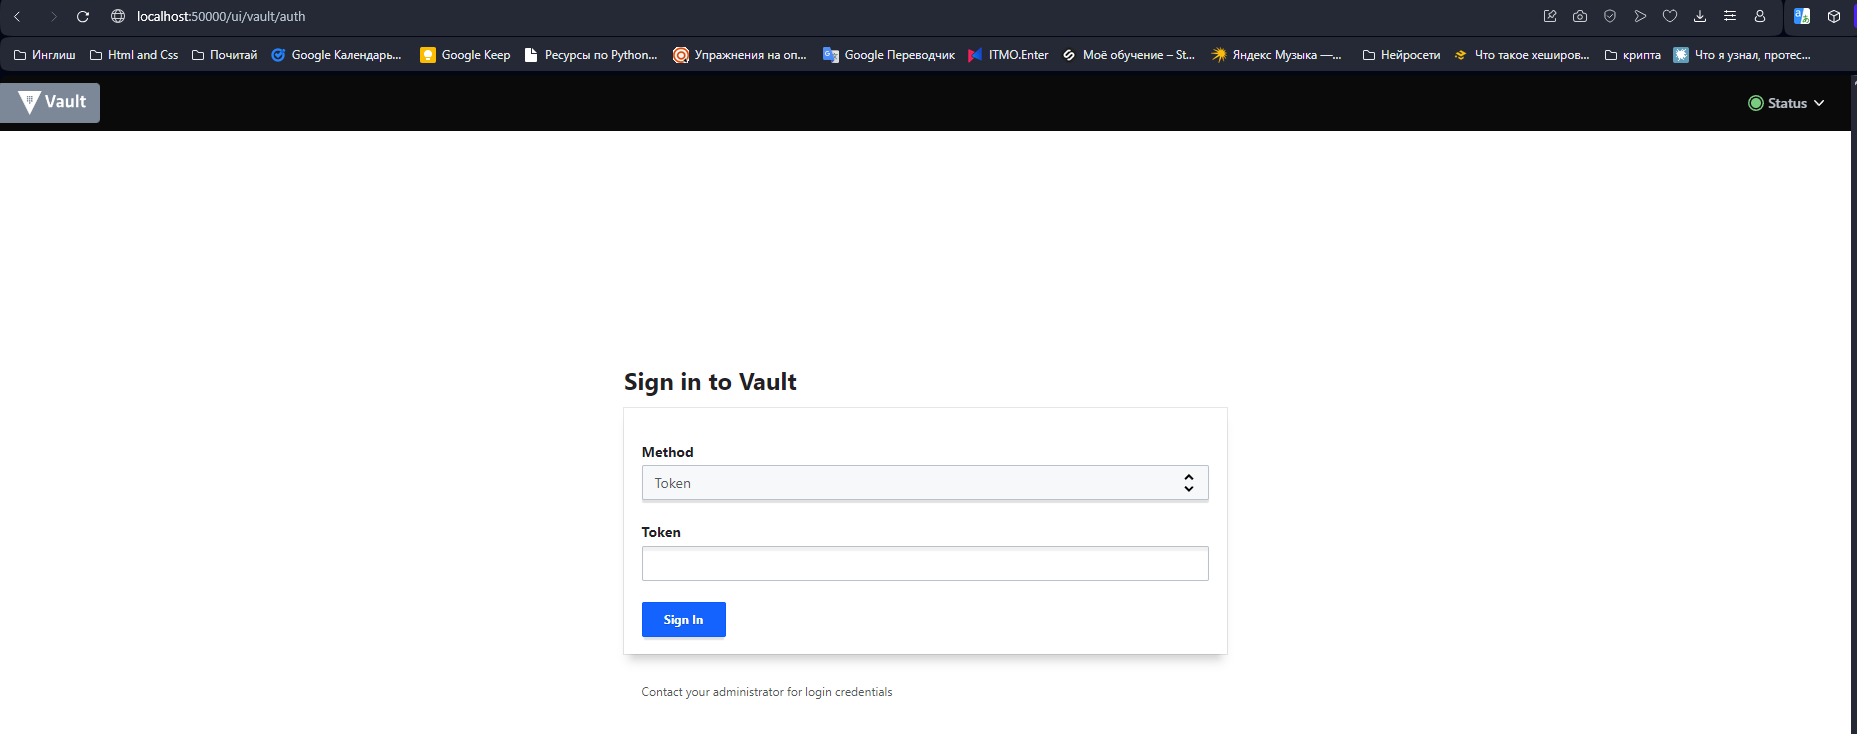 localhost:50000/ui/vault/auth
Инглиш Html and Css Почитай Google Календарь... Google Keep Ресурсы по Python... Упражнения на оп... Google Переводчик ITMO.Enter Моё обучение – St... Яндекс Музыка —... Нейросети Что такое хеширов... крипта Что я узнал, протес...
Vault Status
Sign in to Vault
Method
Token
Token
Sign In
Contact your administrator for login credentials